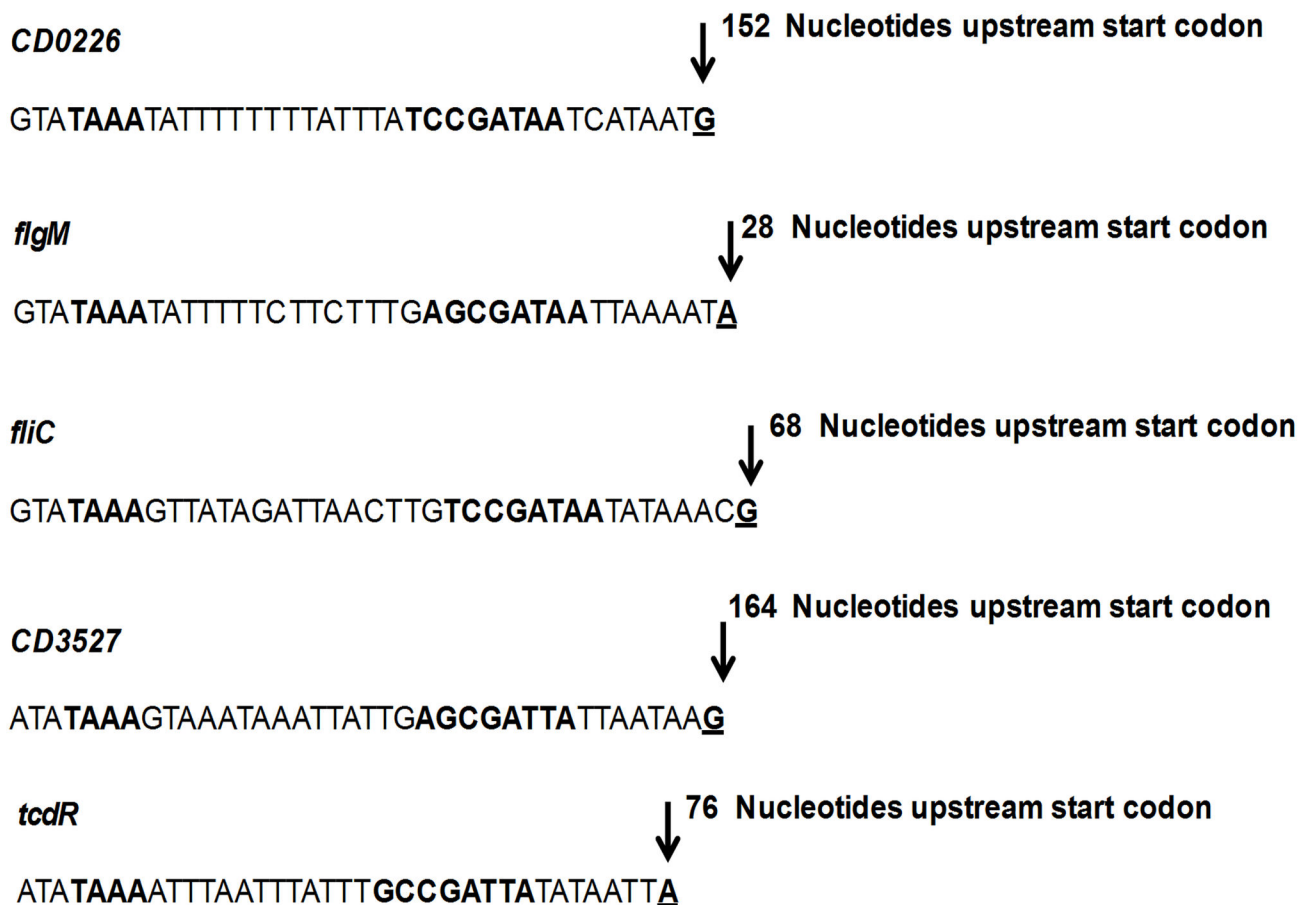 CD0226
152 Nucleotides upstream start codon
GTATAAATATTTTTTTTATTTATCCGATAATCATAATG
flgM
28 Nucleotides upstream start codon
GTATAAATATTTTTCTTCTTTGAGCGATAATTAAAATA
fliC
68 Nucleotides upstream start codon
GTATAAAGTTATAGATTAACTTGTCCGATAATATAAACG
CD3527
164 Nucleotides upstream start codon
ATATAAAGTAAATAAATTATTGAGCGATTATTAATAAG
tcdR
76 Nucleotides upstream start codon
ATATAAAATTTAATTTATTTGCCGATTATATAATTA